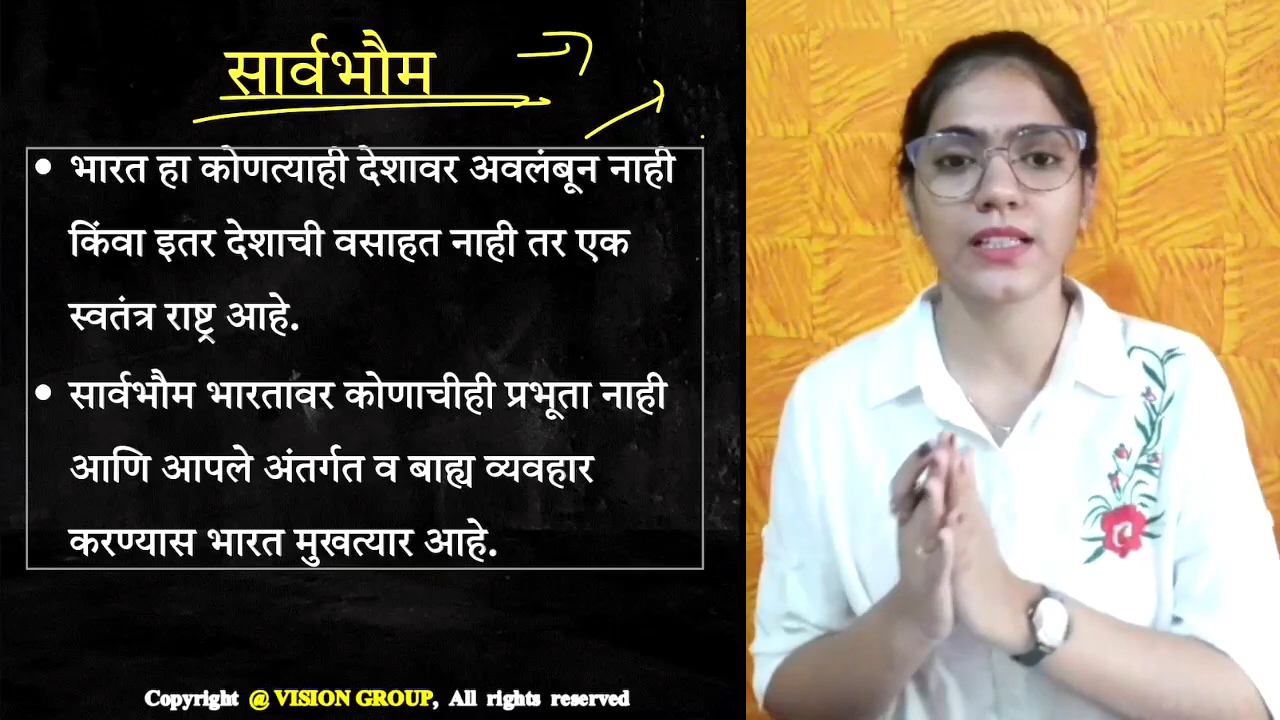 सार्वभौम
• भारत हा कोणत्याही देशावर अवलंबून नाही
किंवा इतर देशाची वसाहत नाही तर एक
स्वतंत्र राष्ट्र आहे.
• सार्वभौम भारतावर कोणाचीही प्रभूता नाही
आणि आपले अंतर्गत व बाह्य व्यवहार
करण्यास भारत मुखत्यार आहे.
Copyright @ VISION GROUP, All rights reserved